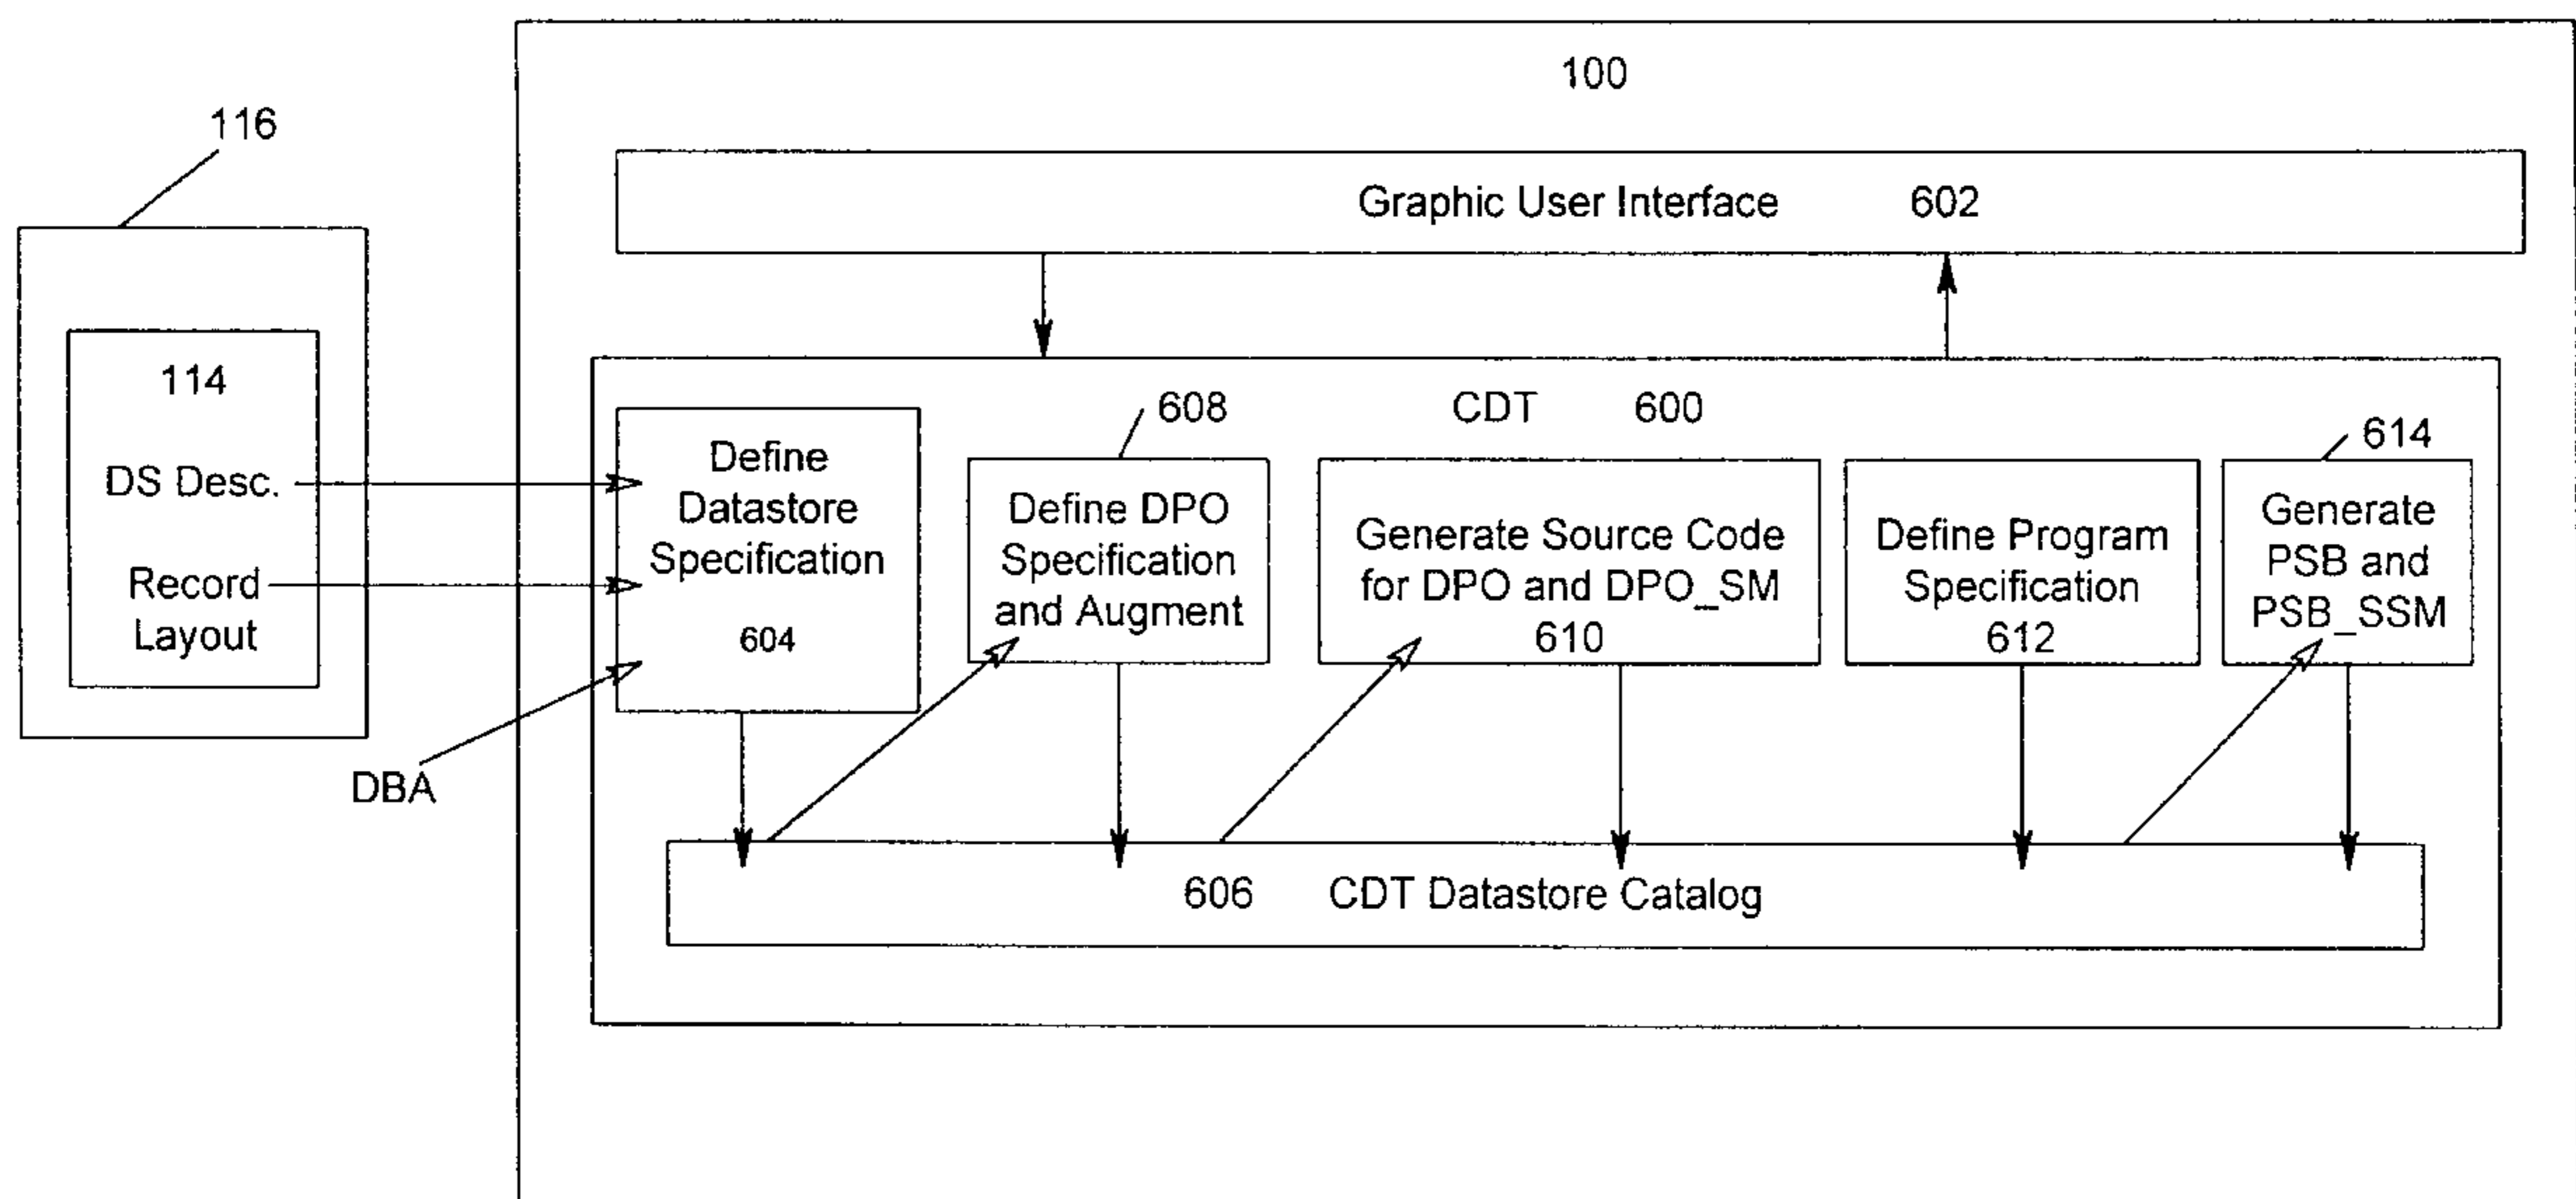 100
116
Graphic User Interface 602
114
DS Desc.
Record
Layout
DBA
CDT 600
Define
Datastore
Specification
604
608
Define DPO
Specification
and Augment
Generate Source Code
for DPO and DPO_SM
610
Define Program
Specification
612
614
Generate
PSB and
PSB_SSM
606 CDT Datastore Catalog